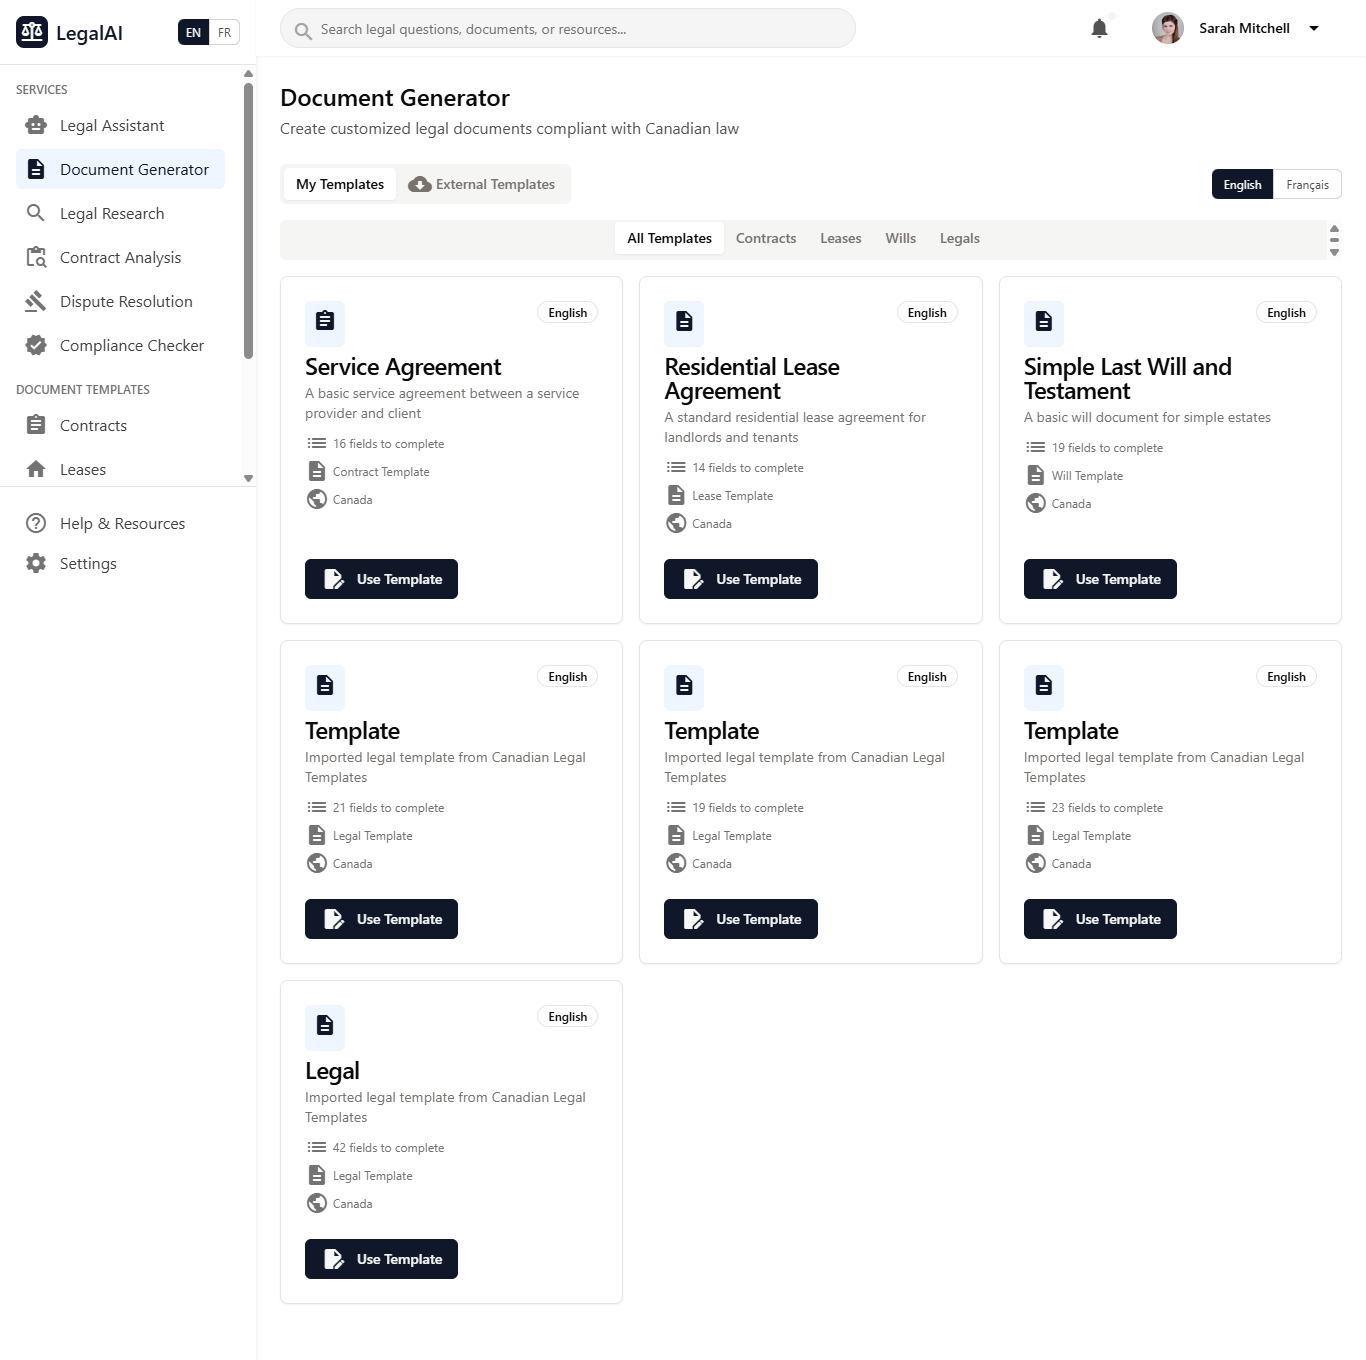 LegalAI
EN
FR
Search legal questions, documents, or resources...
Sarah Mitchell
SERVICES
Legal Assistant
Document Generator
Legal Research
Contract Analysis
Dispute Resolution
Compliance Checker
DOCUMENT TEMPLATES
Contracts
Leases
Help & Resources
Settings
Document Generator
Create customized legal documents compliant with Canadian law
My Templates
External Templates
English
Français
All Templates
Contracts
Leases
Wills
Legals
English
Service Agreement
A basic service agreement between a service
provider and client
16 fields to complete
Contract Template
Canada
Use Template
English
Residential Lease
Agreement
A standard residential lease agreement for
landlords and tenants
14 fields to complete
Lease Template
Canada
Use Template
English
Simple Last Will and
Testament
A basic will document for simple estates
19 fields to complete
Will Template
Canada
Use Template
English
Template
Imported legal template from Canadian Legal
Templates
21 fields to complete
Legal Template
Canada
Use Template
English
Template
Imported legal template from Canadian Legal
Templates
19 fields to complete
Legal Template
Canada
Use Template
English
Template
Imported legal template from Canadian Legal
Templates
23 fields to complete
Legal Template
Canada
Use Template
English
Legal
Imported legal template from Canadian Legal
Templates
42 fields to complete
Legal Template
Canada
Use Template